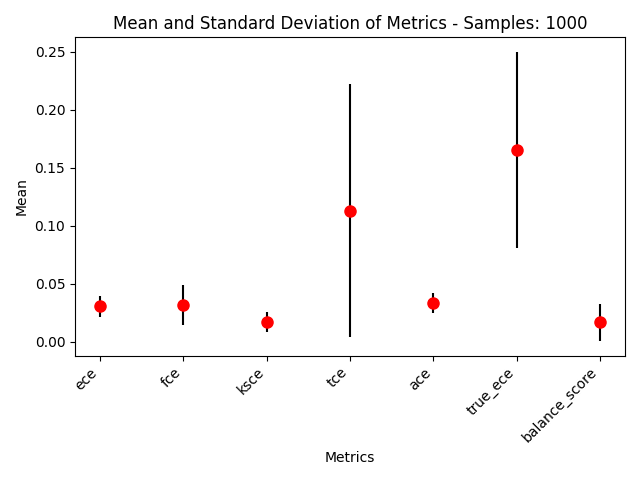 Mean and Standard Deviation of Metrics - Samples: 1000
0.25
0.20
0.15
0.10
0.05
0.00
Mean
ece
fce
ksce
tce
ace
true_ece
balance_score
Metrics